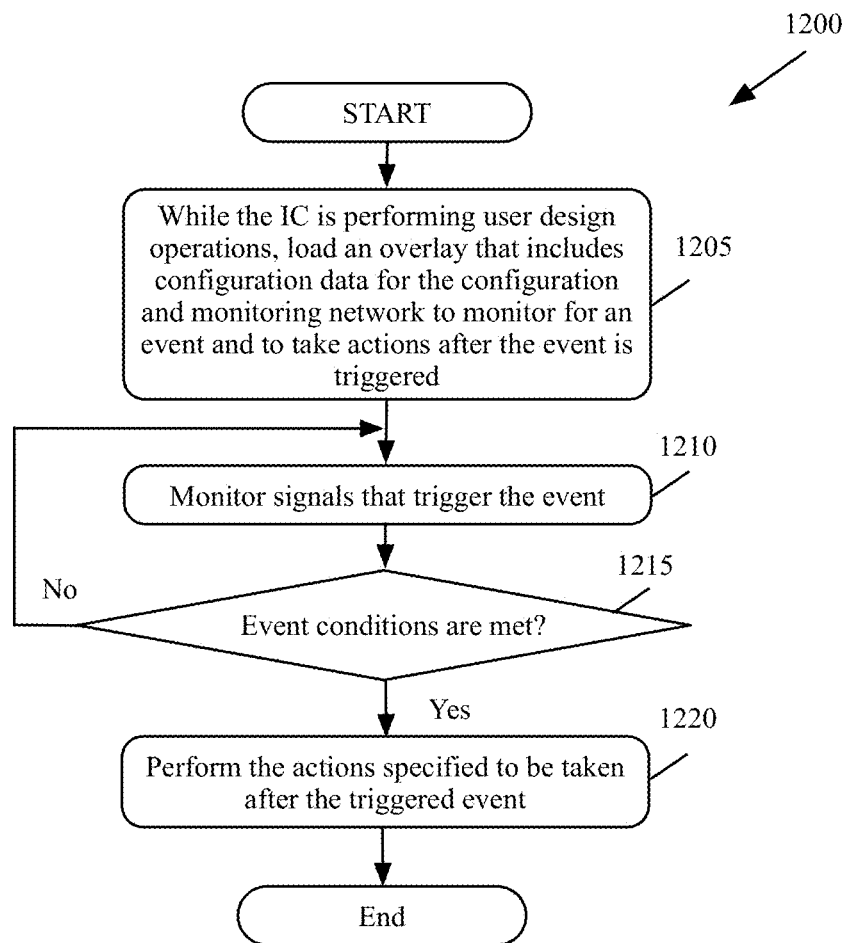 1200
START
While the IC is performing user design
operations, load an overlay that includes
configuration data for the configuration
and monitoring network to monitor for an
event and to take actions after the event is
triggered
1205
1210
Monitor signals that trigger the event
1215
No
Event conditions are met?
Yes
1220
Perform the actions specified to be taken
after the triggered event
End